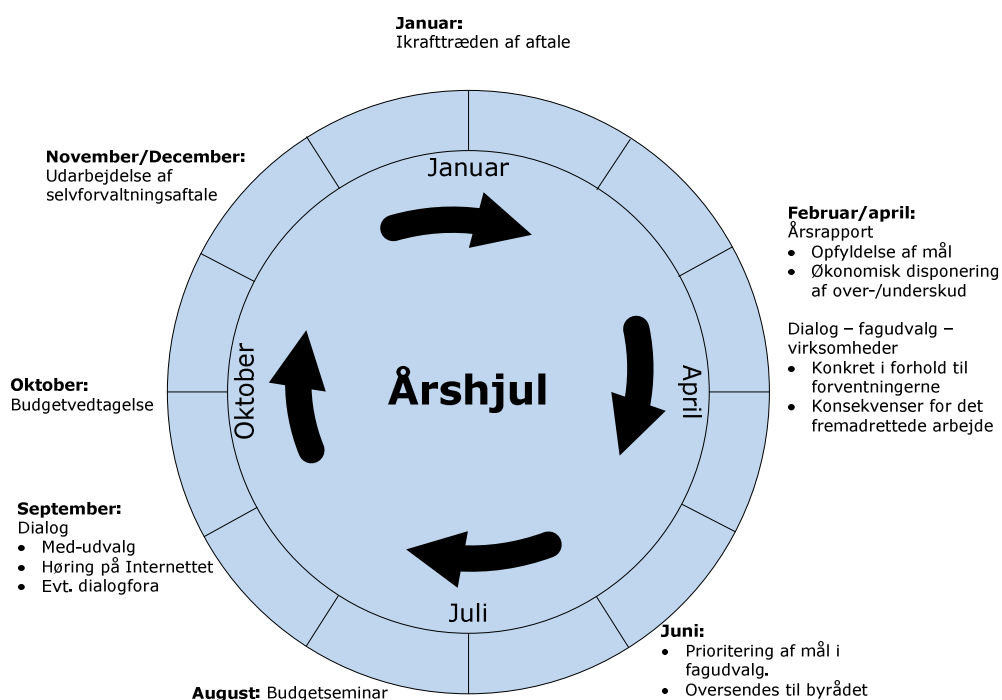 Januar:
Ikrafttræden af aftale
Februar/april:
Årsrapport
• Opfyldelse af mål
• Økonomisk disponering
af over-/underskud
Dialog – fagudvalg –
virksomheder
• Konkret i forhold til
forventningerne
• Konsekvenser for det
fremadrettede arbejde
Juni:
• Prioritering af mål i
fagudvalg.
• Oversendes til byrådet
August: Budgetseminar
September:
Dialog
• Med-udvalg
• Høring på Internettet
• Evt. dialogfora
Oktober:
Budgetvedtagelse
November/December:
Udarbejdelse af
selvforvaltningsaftale
Januar
April
Juli
Oktober
Årshjul